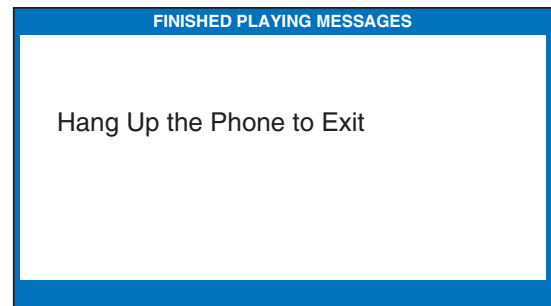 FINISHED PLAYING MESSAGES
Hang Up the Phone to Exit